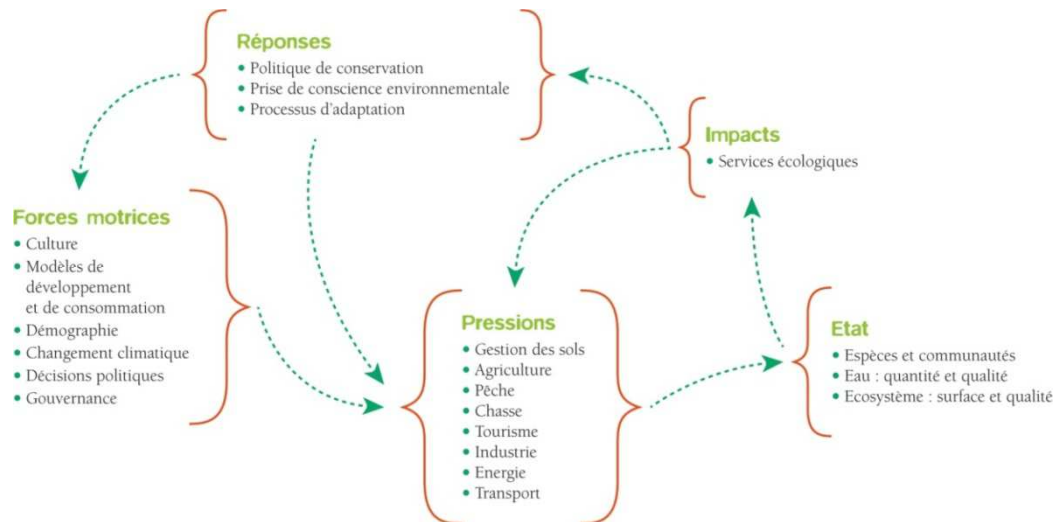 Réponses
• Politique de conservation
• Prise de conscience environnementale
• Processus d'adaptation
Impacts
• Services écologiques
Forces motrices
• Culture
• Modèles de
développement
et de consommation
• Démographie
• Changement climatique
• Décisions politiques
• Gouvernance
Pressions
• Gestion des sols
• Agriculture
• Pêche
• Chasse
• Tourisme
• Industrie
• Energie
• Transport
Etat
• Espèces et communautés
• Eau : quantité et qualité
• Ecosystème : surface et qualité